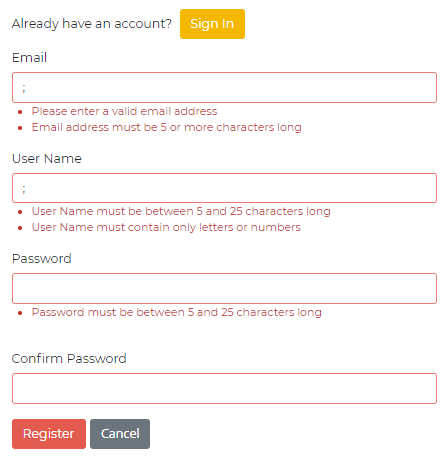 Already have an account? Sign In
Email
;
Please enter a valid email address
Email address must be 5 or more characters long
User Name
;
User Name must be between 5 and 25 characters long
User Name must contain only letters or numbers
Password
Password must be between 5 and 25 characters long
Confirm Password
Register Cancel